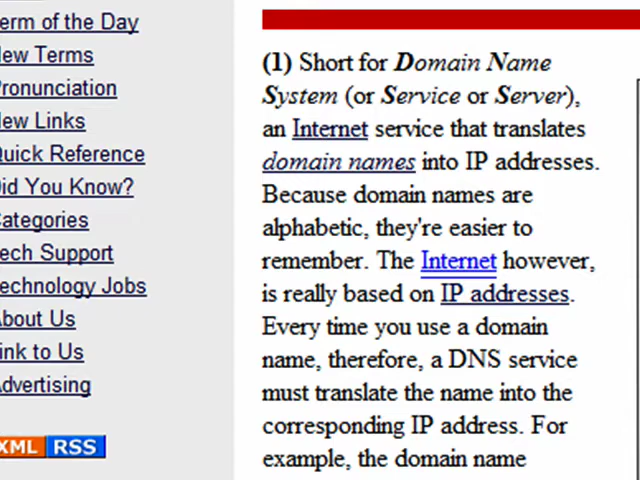 erm of the Day
ew Terms
ronunciation
ew Links
uick Reference
id You Know?
ategories
ech Support
echnology Jobs
About Us
ink to Us
Advertising
XML RSS
(1) Short for Domain Name
System (or Service or Server),
an Internet service that translates
domain names into IP addresses.
Because domain names are
alphabetic, they're easier to
remember. The Internet however,
is really based on IP addresses.
Every time you use a domain
name, therefore, a DNS service
must translate the name into the
corresponding IP address. For
example, the domain name